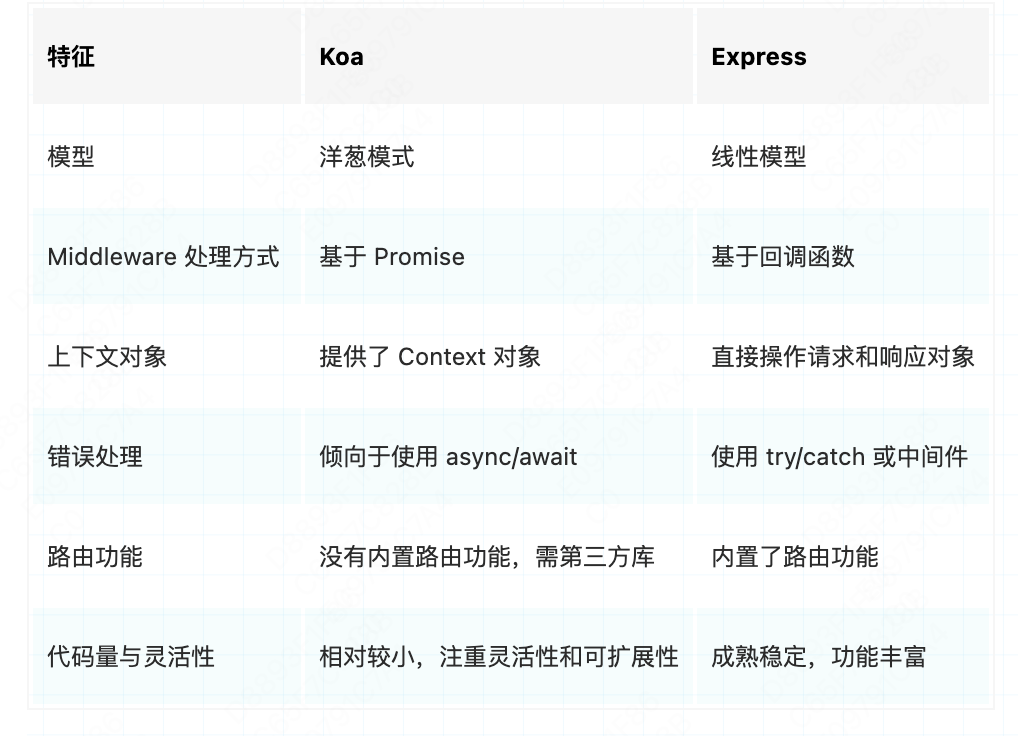 特征 Koa Express
模型 洋葱模式 线性模型
Middleware 处理方式 基于 Promise 基于回调函数
上下文对象 提供了 Context 对象 直接操作请求和响应对象
错误处理 倾向于使用 async/await 使用 try/catch 或中间件
路由功能 没有内置路由功能，需第三方库 内置了路由功能
代码量与灵活性 相对较小，注重灵活性和可扩展性 成熟稳定，功能丰富